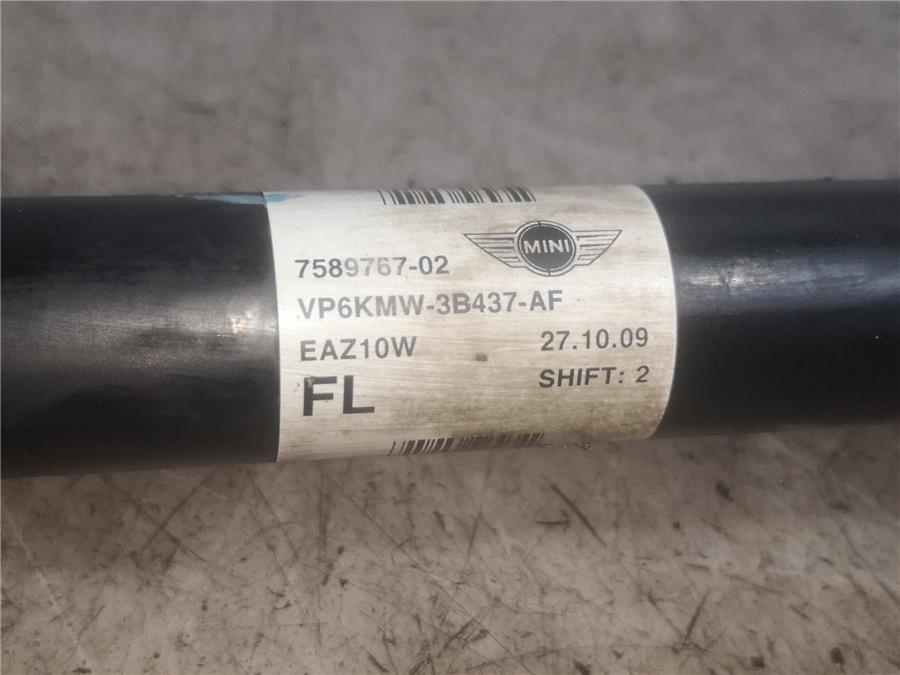 MINI
7589767-02
VP6KMW-3B437-AF
EAZ10W 27.10.09
FL SHIFT: 2